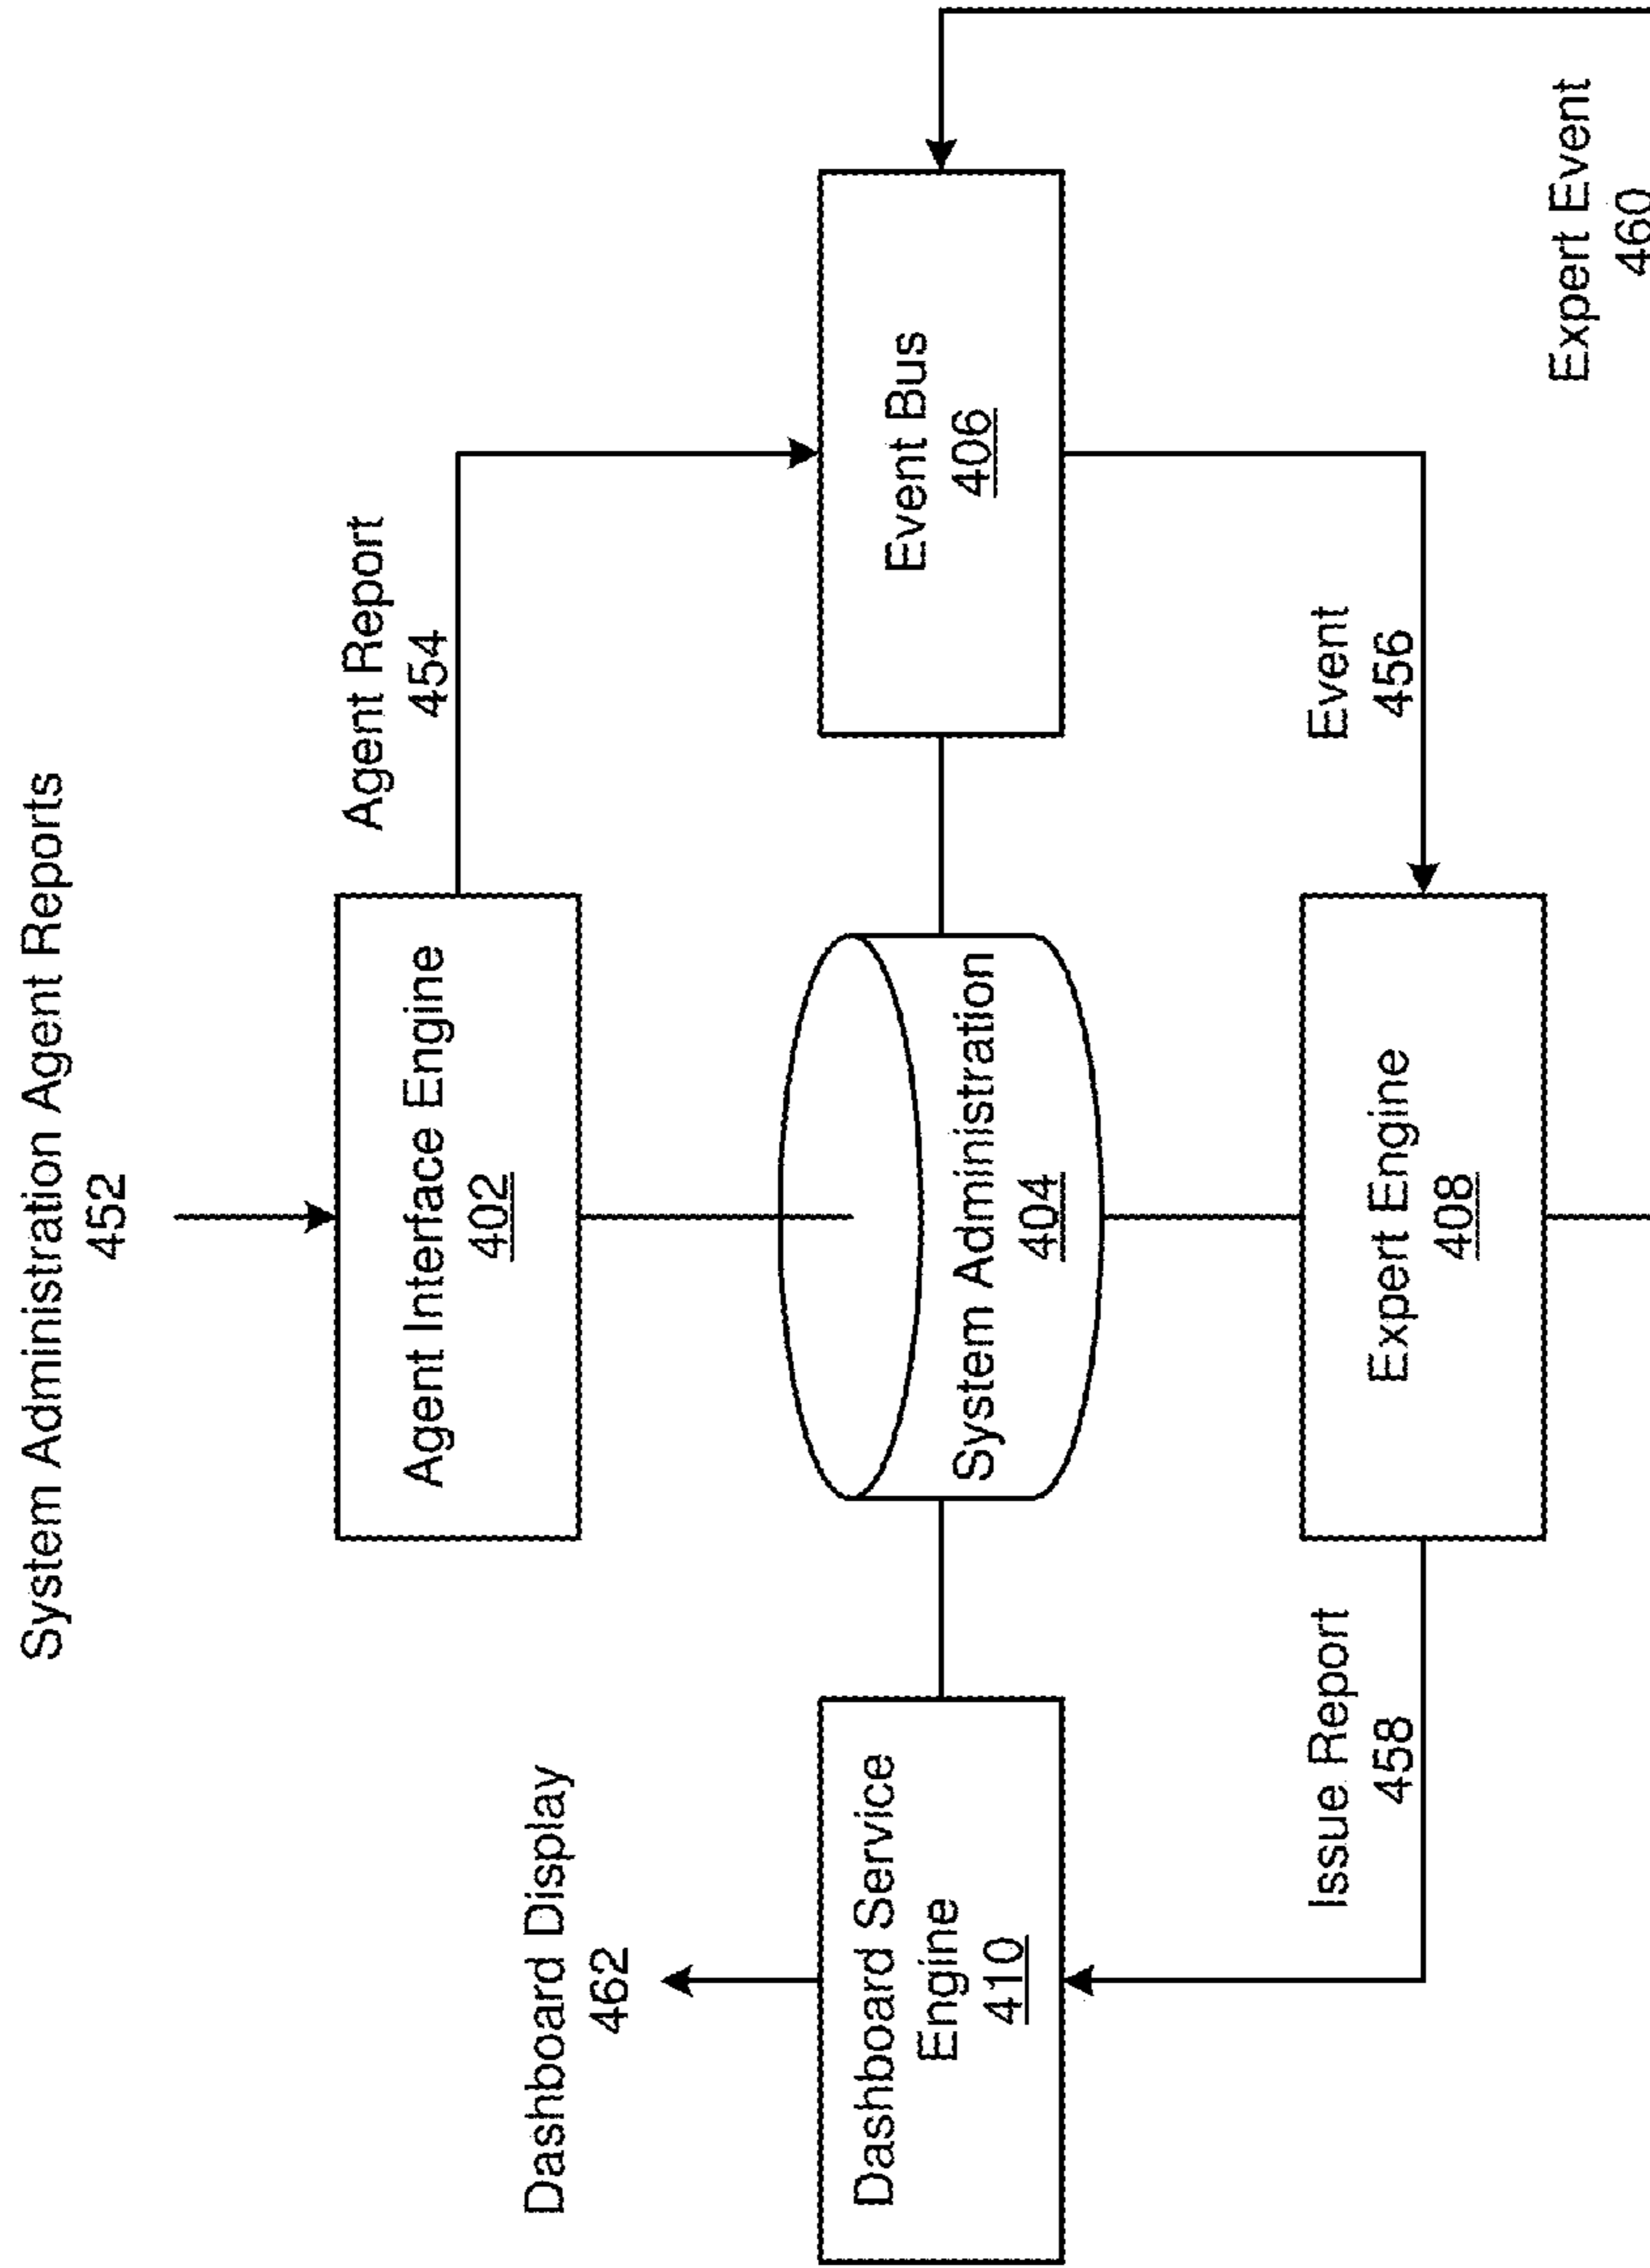 System Administration Agent Reports
452
Agent Interface Engine
402
Agent Report
454
Dashboard Display
462
Dashboard Service
Engine
410
System Administration
404
Event Bus
406
Issue Report
458
Expert Engine
408
Event
456
Expert Event
460